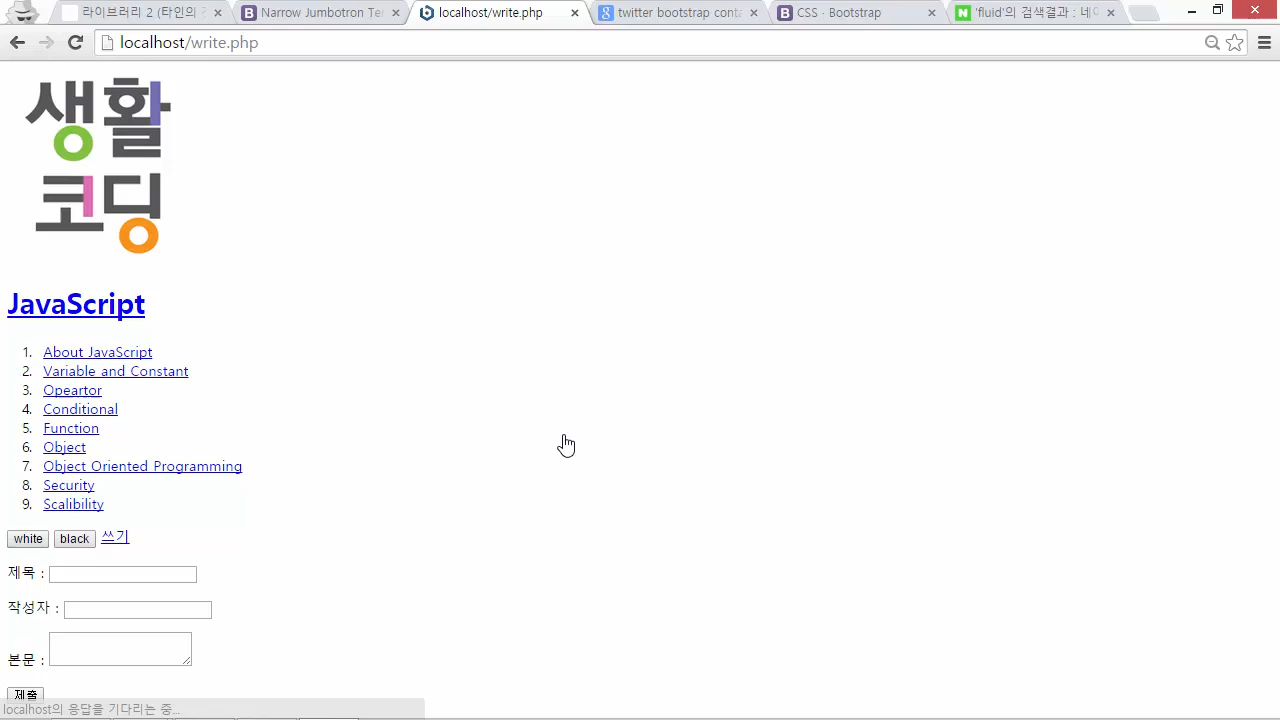 라이브러리 2 (타인의
Narrow Jumbotron Te
localhost/write.php
twitter bootstrap conta
CSS - Bootstrap
N 'fluid'의 검색결과 : 네이
localhost/write.php
생활
코딩
JavaScript
1. About JavaScript
2. Variable and Constant
3. Opeartor
4. Conditional
5. Function
6. Object
7. Object Oriented Programming
8. Security
9. Scalibility
white black 쓰기
제목 :
작성자 :
본문 :
제출
localhost의 응답을 기다리는 중...